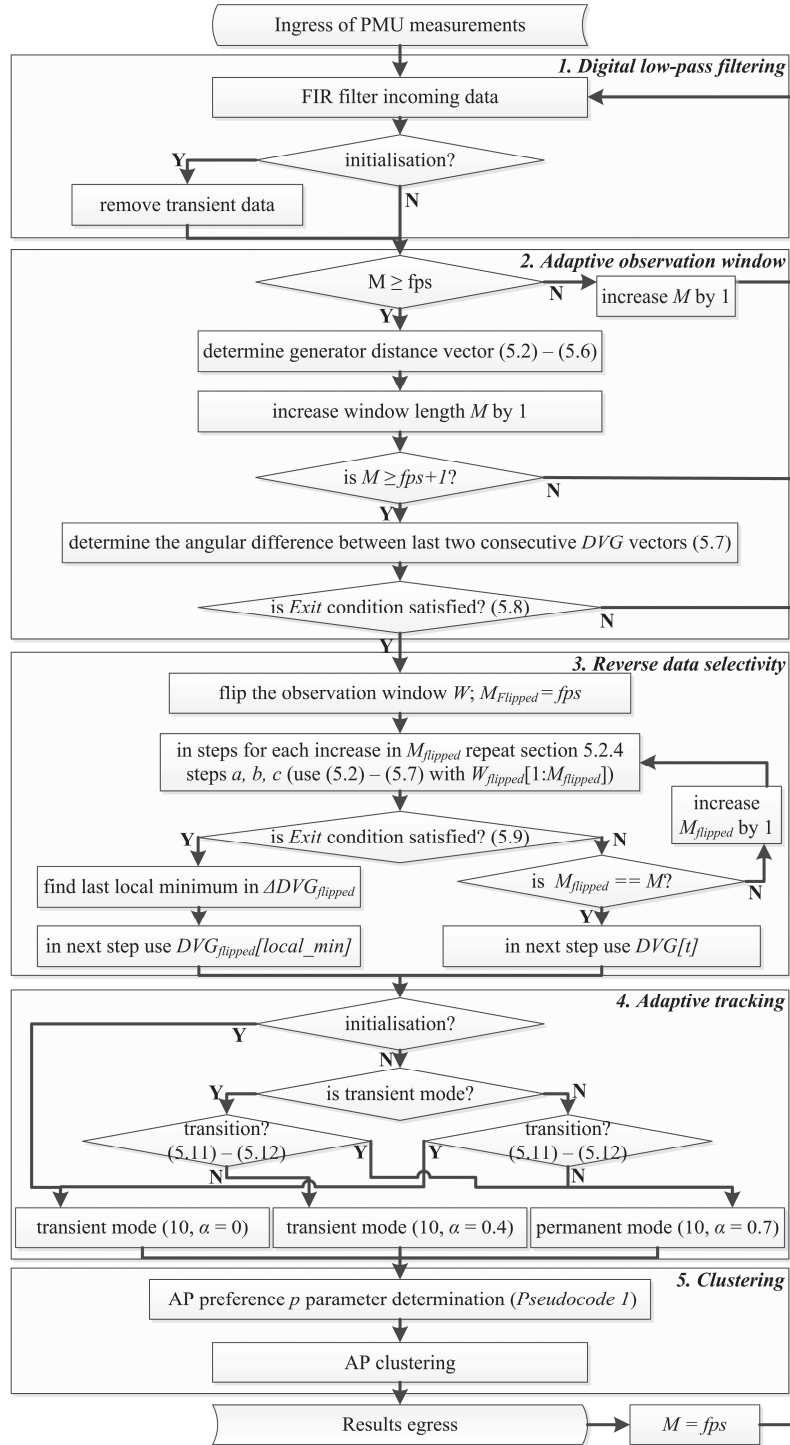 Ingress of PMU measurements
1. Digital low-pass filtering
FIR filter incoming data
initialisation?
Y
remove transient data
N
2. Adaptive observation window
M ≥ fps
N
increase M by 1
Y
determine generator distance vector (5.2) – (5.6)
increase window length M by 1
is M ≥ fps+1?
N
Y
determine the angular difference between last two consecutive DVG vectors (5.7)
is Exit condition satisfied? (5.8)
N
Y
3. Reverse data selectivity
flip the observation window W; MFlipped = fps
in steps for each increase in Mflipped repeat section 5.2.4
steps a, b, c (use (5.2) – (5.7) with Wflipped[1:Mflipped])
increase
Mflipped by 1
is Exit condition satisfied? (5.9)
Y
N
find last local minimum in ΔDVGflipped
is Mflipped == M?
N
Y
in next step use DVGflipped[local_min]
in next step use DVG[t]
4. Adaptive tracking
initialisation?
Y
N
is transient mode?
Y
N
transition?
(5.11) – (5.12)
Y
N
transition?
(5.11) – (5.12)
Y
N
transient mode (10, α = 0)
transient mode (10, α = 0.4)
permanent mode (10, α = 0.7)
5. Clustering
AP preference p parameter determination (Pseudocode 1)
AP clustering
Results egress
M = fps